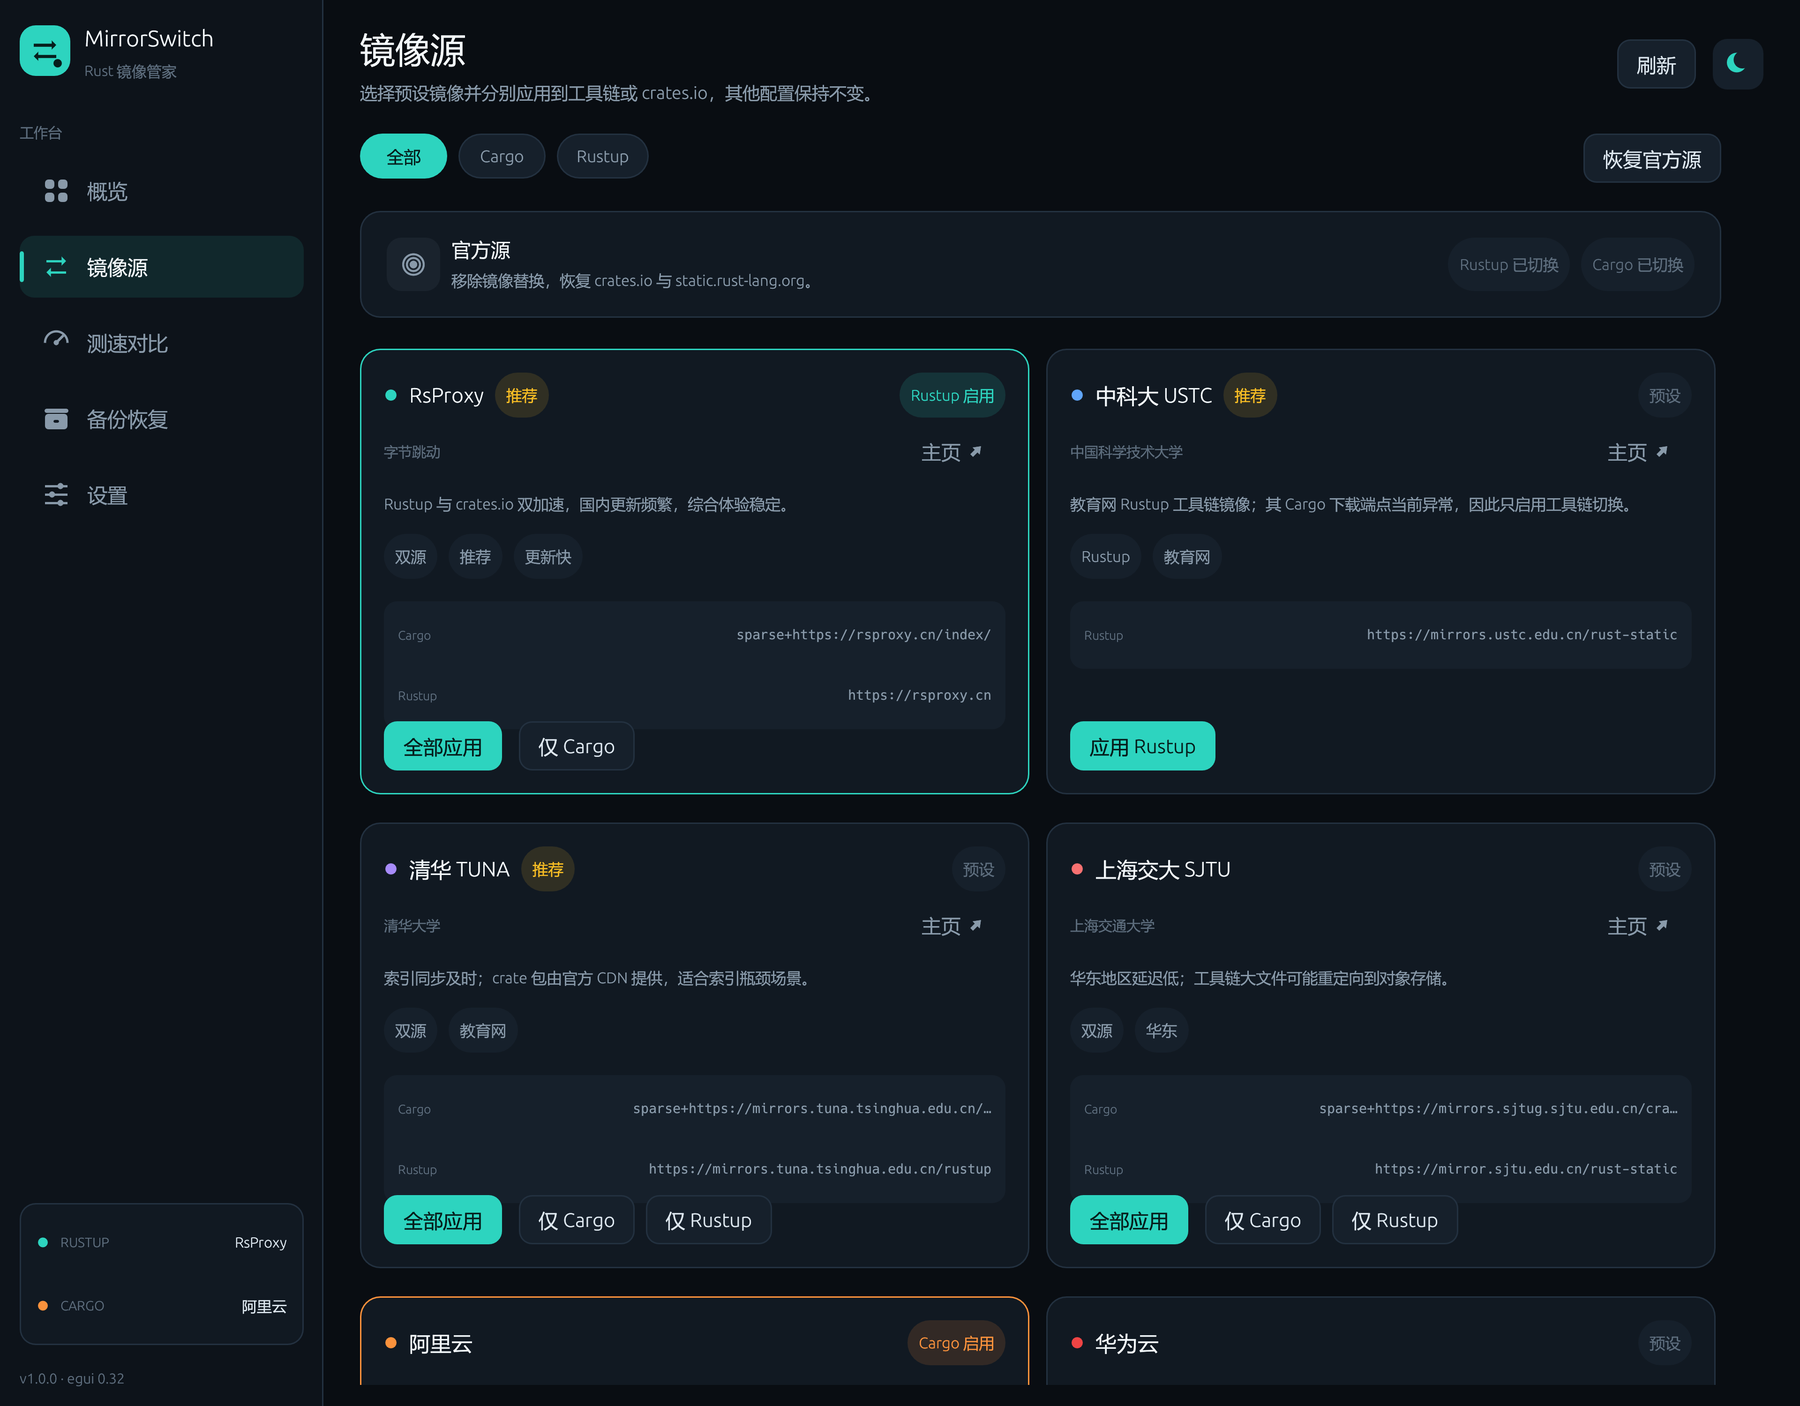 MirrorSwitch
Rust 镜像管家
工作台
概览
镜像源
测速对比
备份恢复
设置
RUSTUP RsProxy
CARGO 阿里云
v1.0.0 · egui 0.32
镜像源
选择预设镜像并分别应用到工具链或 crates.io，其他配置保持不变。
刷新
全部 Cargo Rustup
恢复官方源
官方源
移除镜像替换，恢复 crates.io 与 static.rust-lang.org。
Rustup 已切换 Cargo 已切换
RsProxy 推荐 Rustup 启用
字节跳动 主页
Rustup 与 crates.io 双加速，国内更新频繁，综合体验稳定。
双源 推荐 更新快
Cargo sparse+https://rsproxy.cn/index/
Rustup https://rsproxy.cn
全部应用 仅 Cargo
中科大 USTC 推荐 预设
中国科学技术大学 主页
教育网 Rustup 工具链镜像；其 Cargo 下载端点当前异常，因此只启用工具链切换。
Rustup 教育网
Rustup https://mirrors.ustc.edu.cn/rust-static
应用 Rustup
清华 TUNA 推荐 预设
清华大学 主页
索引同步及时；crate 包由官方 CDN 提供，适合索引瓶颈场景。
双源 教育网
Cargo sparse+https://mirrors.tuna.tsinghua.edu.cn/…
Rustup https://mirrors.tuna.tsinghua.edu.cn/rustup
全部应用 仅 Cargo 仅 Rustup
上海交大 SJTU 预设
上海交通大学 主页
华东地区延迟低；工具链大文件可能重定向到对象存储。
双源 华东
Cargo sparse+https://mirrors.sjtug.sjtu.edu.cn/cra…
Rustup https://mirror.sjtu.edu.cn/rust-static
全部应用 仅 Cargo 仅 Rustup
阿里云 Cargo 启用
华为云 预设